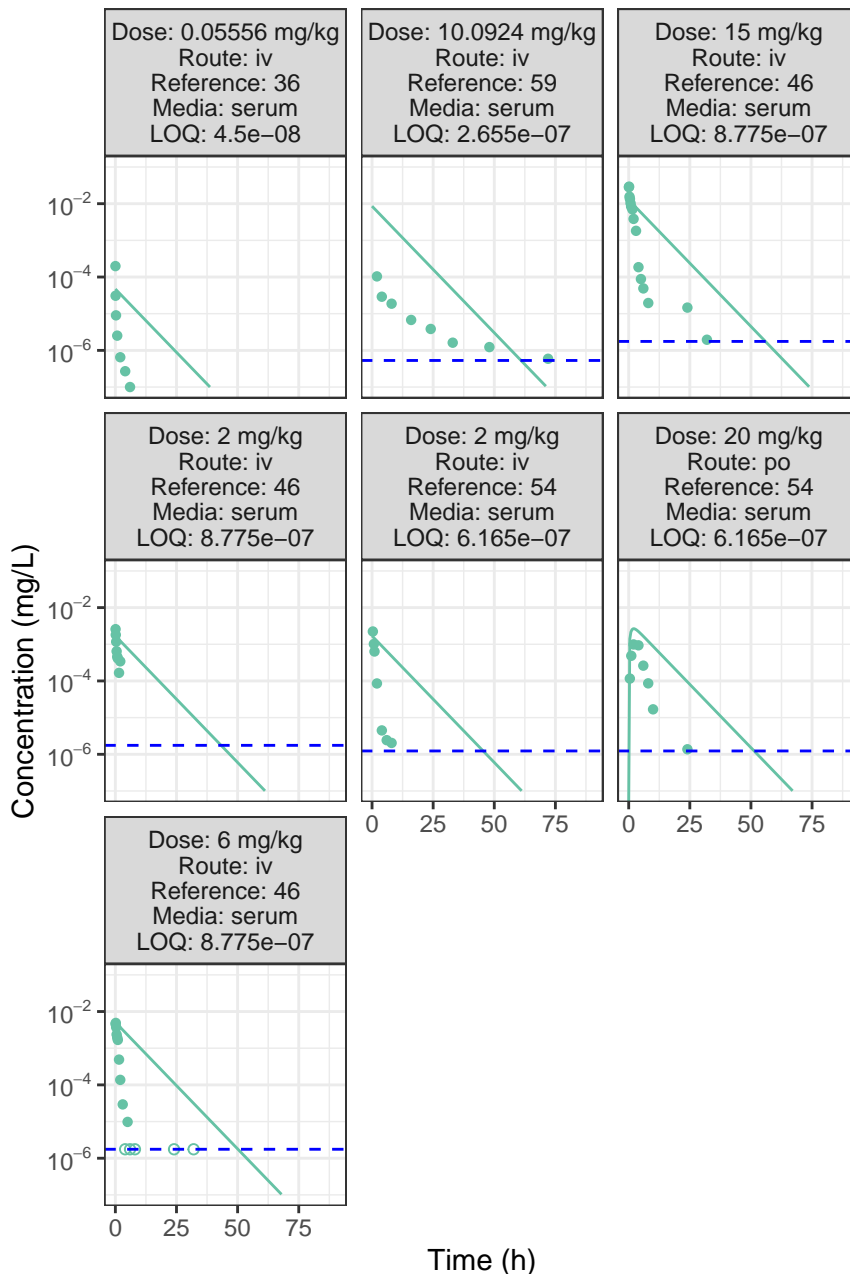 Dose: 0.05556 mg/kg
Route: iv
Reference: 36
Media: serum
LOQ: 4.5e−08
Dose: 10.0924 mg/kg
Route: iv
Reference: 59
Media: serum
LOQ: 2.655e−07
Dose: 15 mg/kg
Route: iv
Reference: 46
Media: serum
LOQ: 8.775e−07
10⁻²
10⁻⁴
10⁻⁶
Dose: 2 mg/kg
Route: iv
Reference: 46
Media: serum
LOQ: 8.775e−07
Dose: 2 mg/kg
Route: iv
Reference: 54
Media: serum
LOQ: 6.165e−07
Dose: 20 mg/kg
Route: po
Reference: 54
Media: serum
LOQ: 6.165e−07
10⁻²
10⁻⁴
10⁻⁶
0 25 50 75
0 25 50 75
Dose: 6 mg/kg
Route: iv
Reference: 46
Media: serum
LOQ: 8.775e−07
10⁻²
10⁻⁴
10⁻⁶
0 25 50 75
Concentration (mg/L)
Time (h)